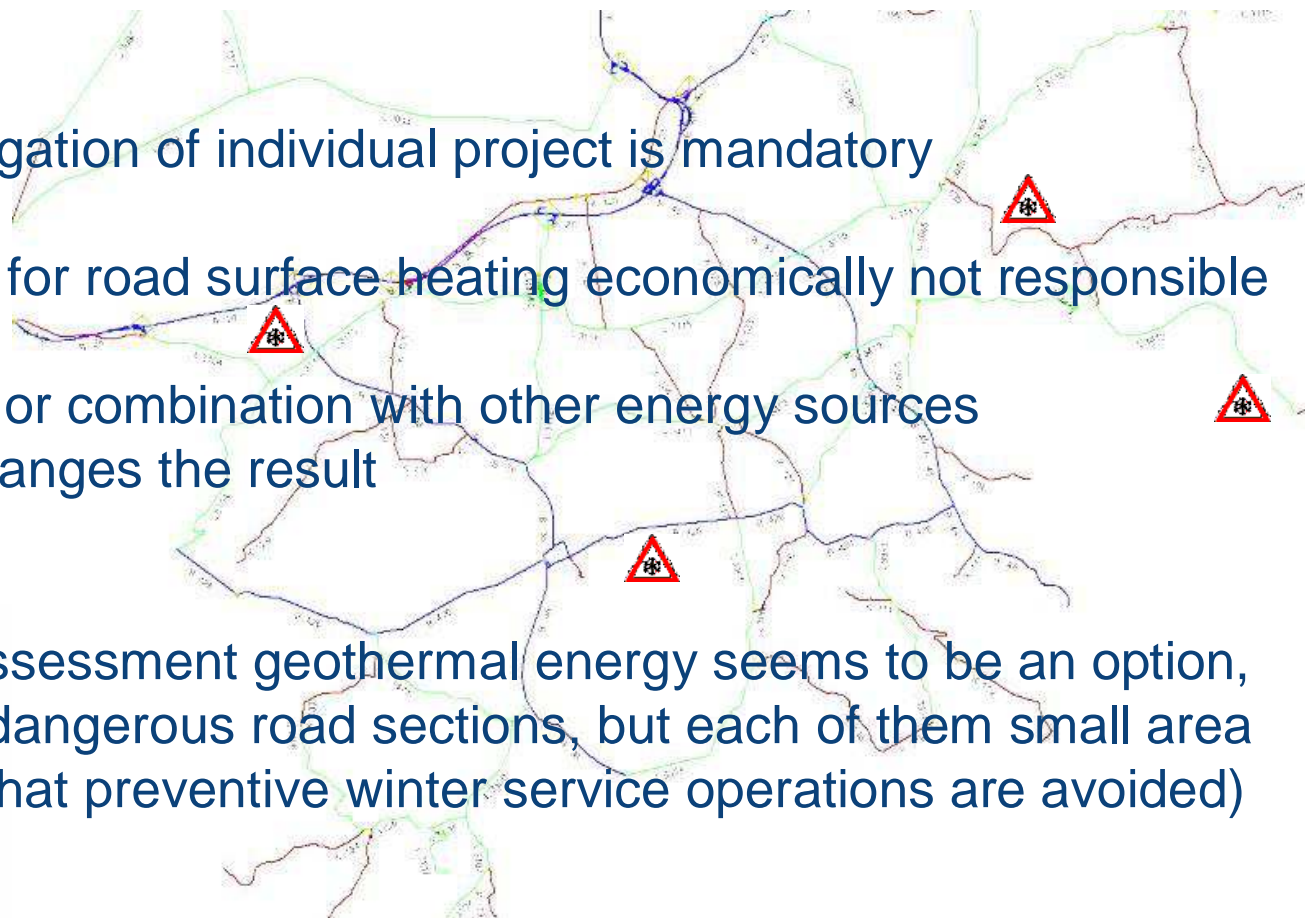 gation of individual project is mandatory
for road surface heating economically not responsible
or combination with other energy sources
anges the result
ssessment geothermal energy seems to be an option,
dangerous road sections, but each of them small area
hat preventive winter service operations are avoided)